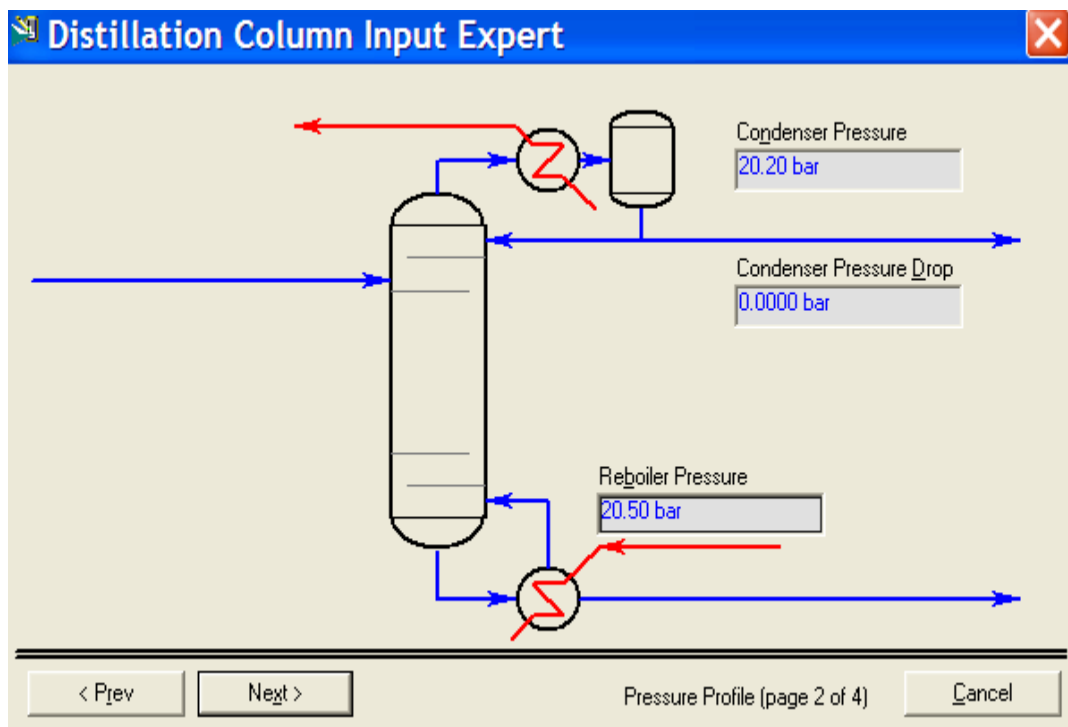 Distillation Column Input Expert
Condenser Pressure
20.20 bar
Condenser Pressure Drop
0.0000 bar
Reboiler Pressure
20.50 bar
< Prev
Next >
Pressure Profile (page 2 of 4)
Cancel